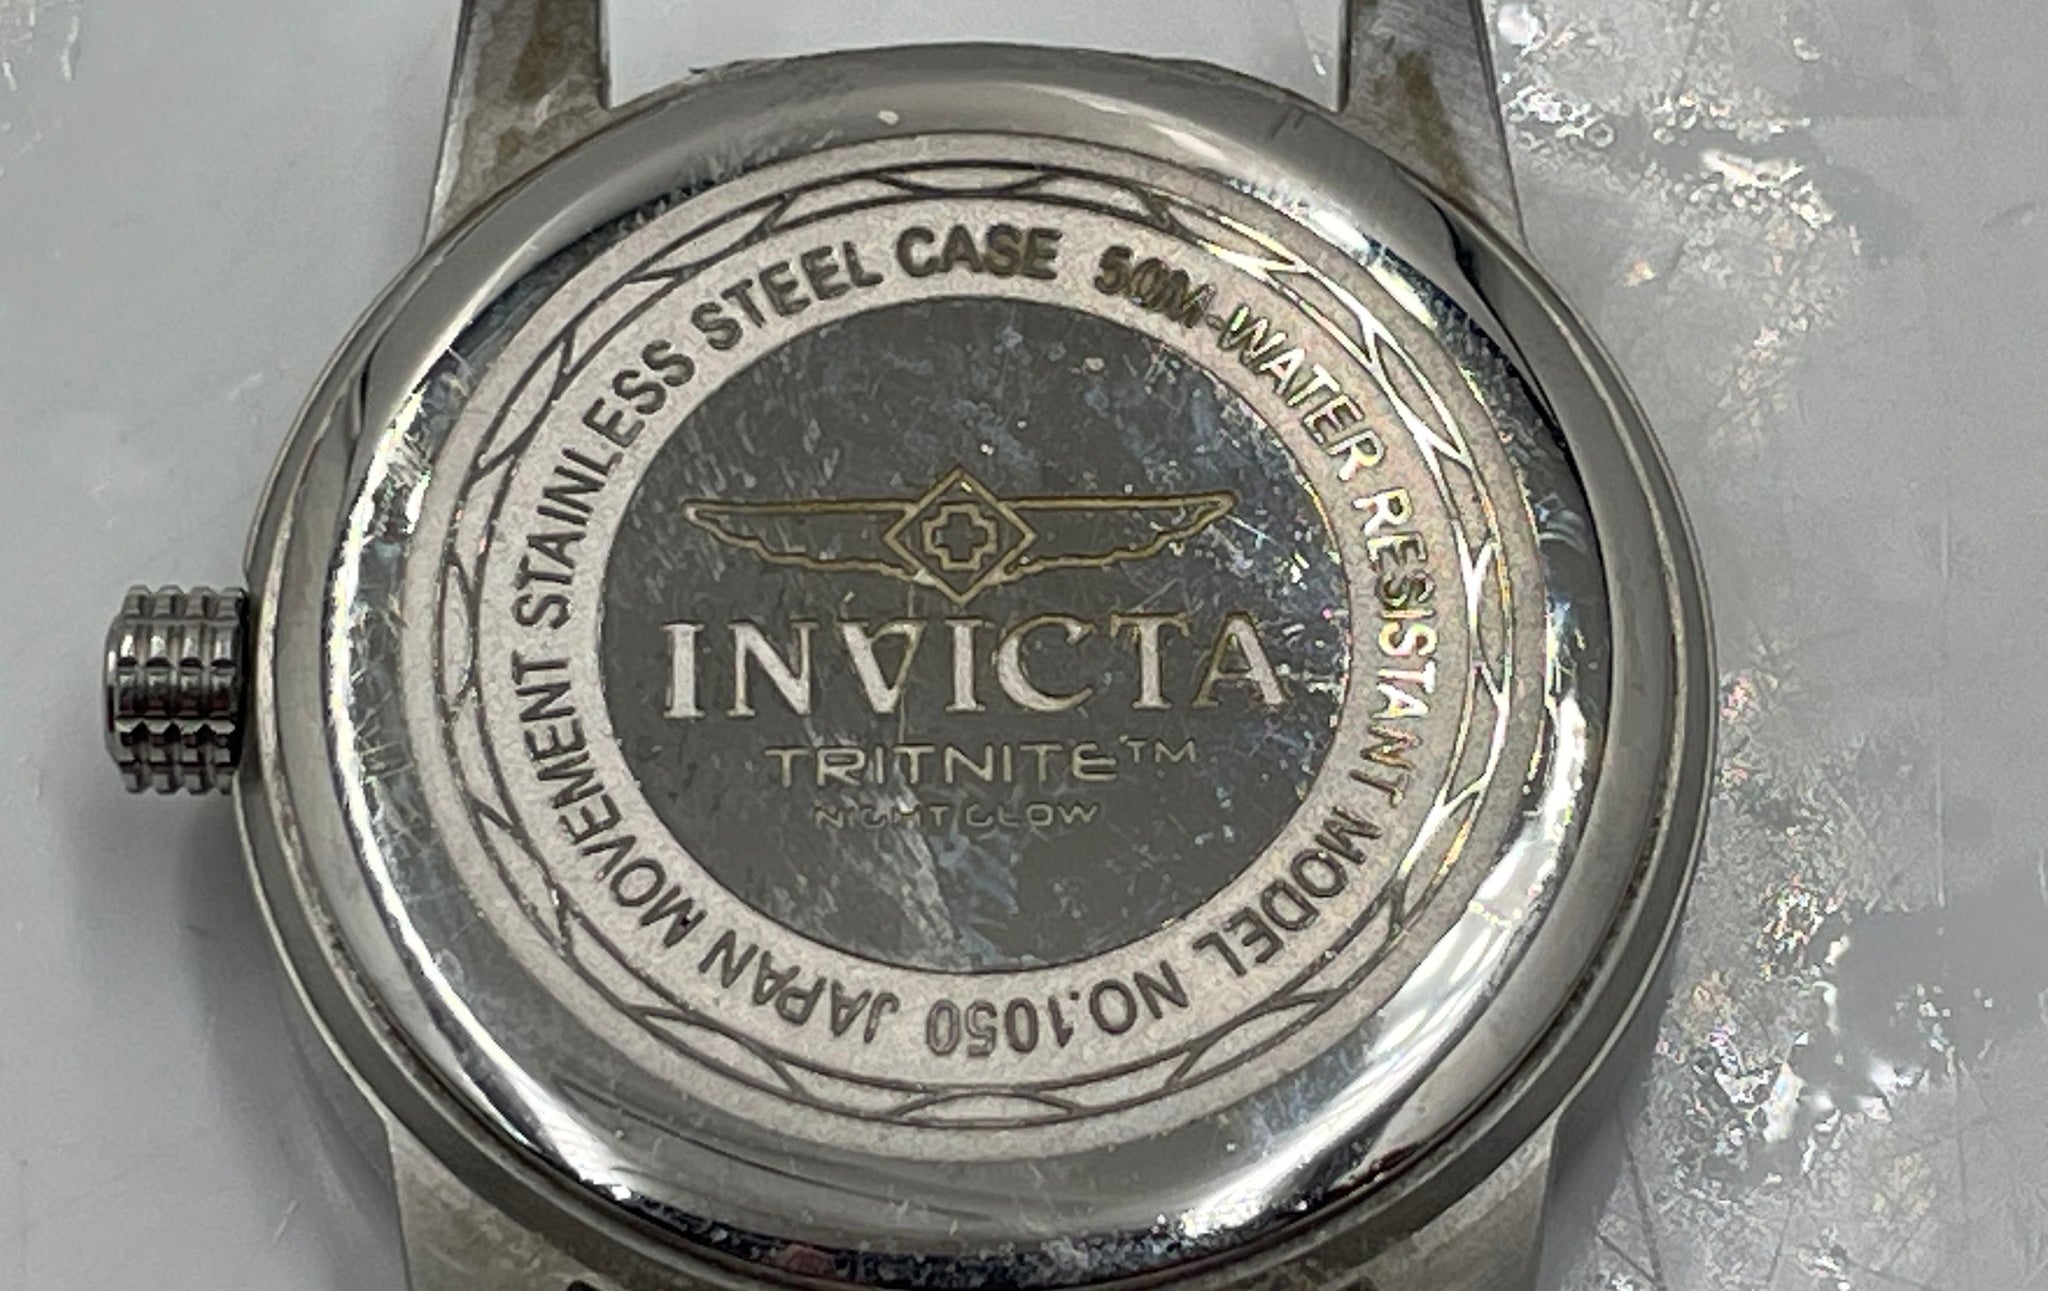 INVICTA
TRITNITE™
NIGHT GLOW
STAINLESS STEEL CASE 50M-WATER RESISTANT MODEL NO.1050 JAPAN MOVEMENT